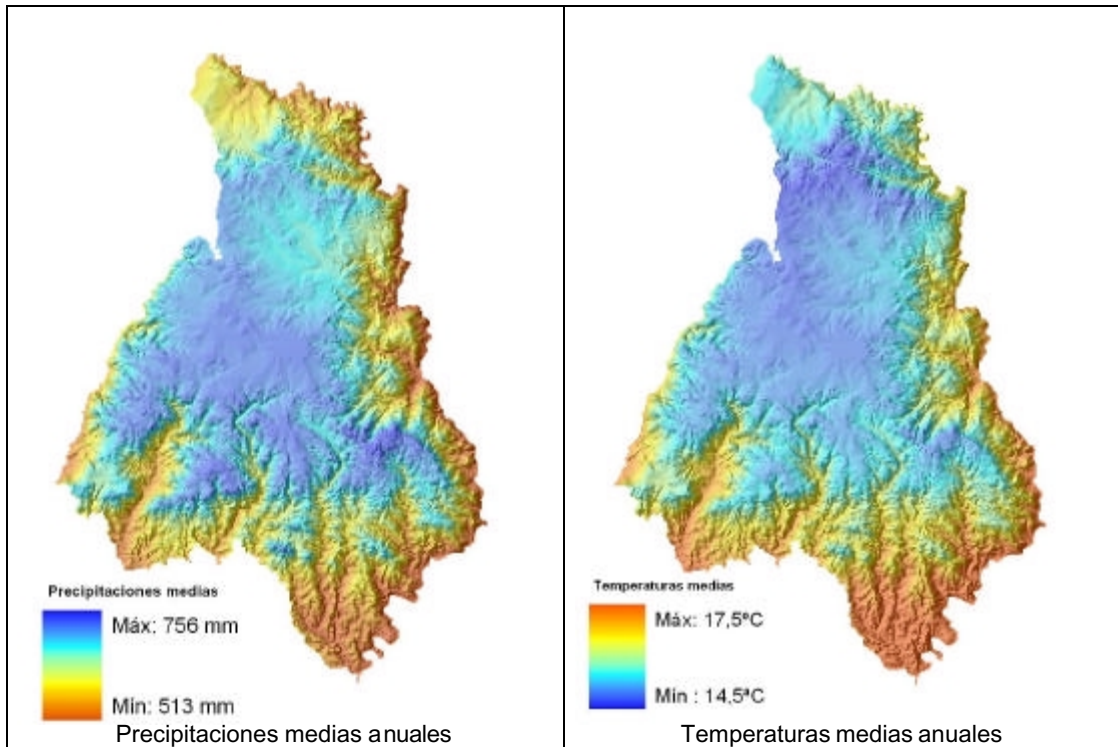 Precipitaciones medias
Máx: 756 mm
Mín: 513 mm
Precipitaciones medias anuales
Temperaturas medias
Máx: 17,5ºC
Mín : 14,5ºC
Temperaturas medias anuales